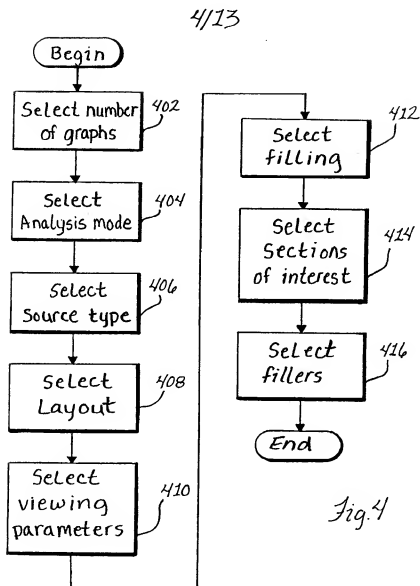 4/13
Begin
Select number
of graphs
402
Select
Analysis mode
404
Select
Source type
406
Select
Layout
408
Select
viewing
parameters
410
Select
filling
412
Select
Sections
of interest
414
Select
fillers
416
End
Fig.4